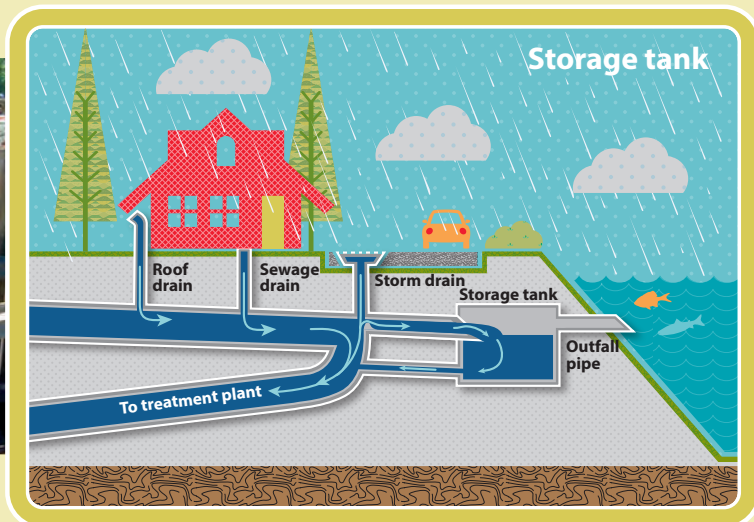 Storage tank
Roof
drain
Sewage
drain
Storm drain
Storage tank
Outfall
pipe
To treatment plant